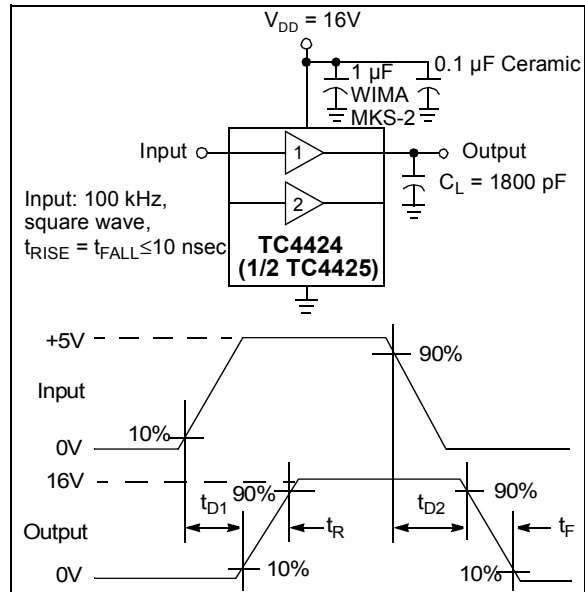 V_DD = 16V
1 µF
WIMA
MKS-2
0.1 µF Ceramic
Input
1
Output
C_L = 1800 pF
2
Input: 100 kHz,
square wave,
t_RISE = t_FALL≤10 nsec
TC4424
(1/2 TC4425)
+5V
90%
Input
10%
0V
16V
90%
t_D1
t_R
t_D2
90%
t_F
Output
10%
10%
0V